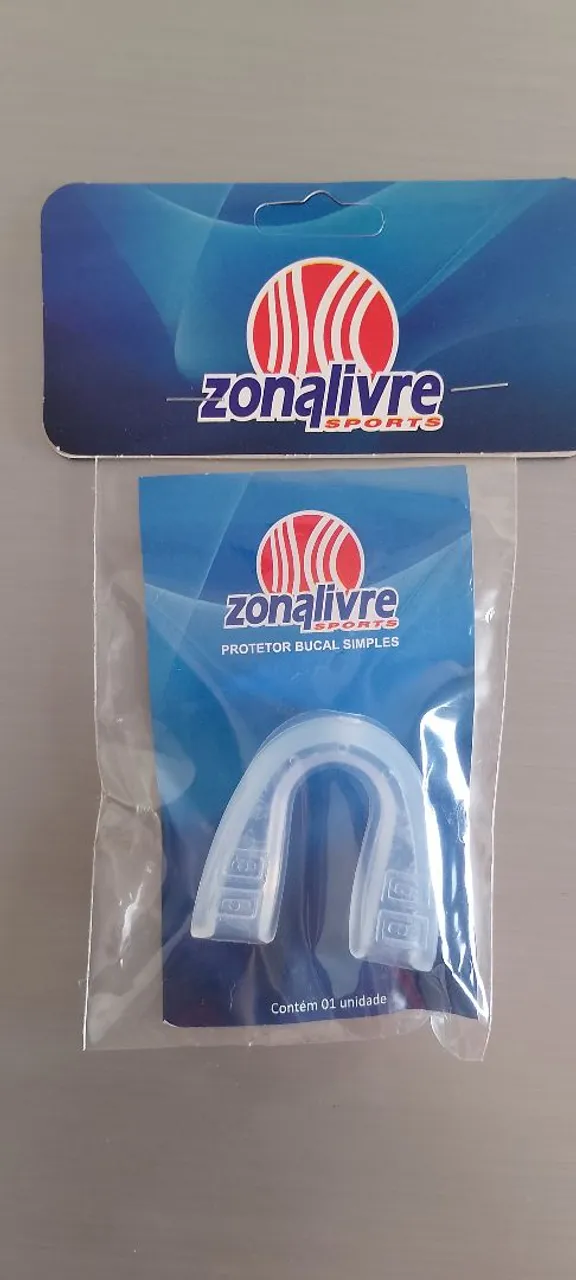 zonalivre
SPORTS
zonalivre
SPORTS
PROTETOR BUCAL SIMPLES
Contém 01 unidade